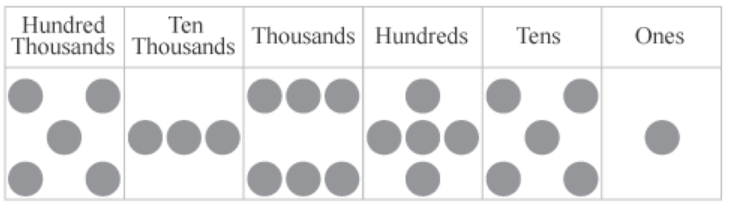 Hundred Thousands
Ten Thousands
Thousands
Hundreds
Tens
Ones